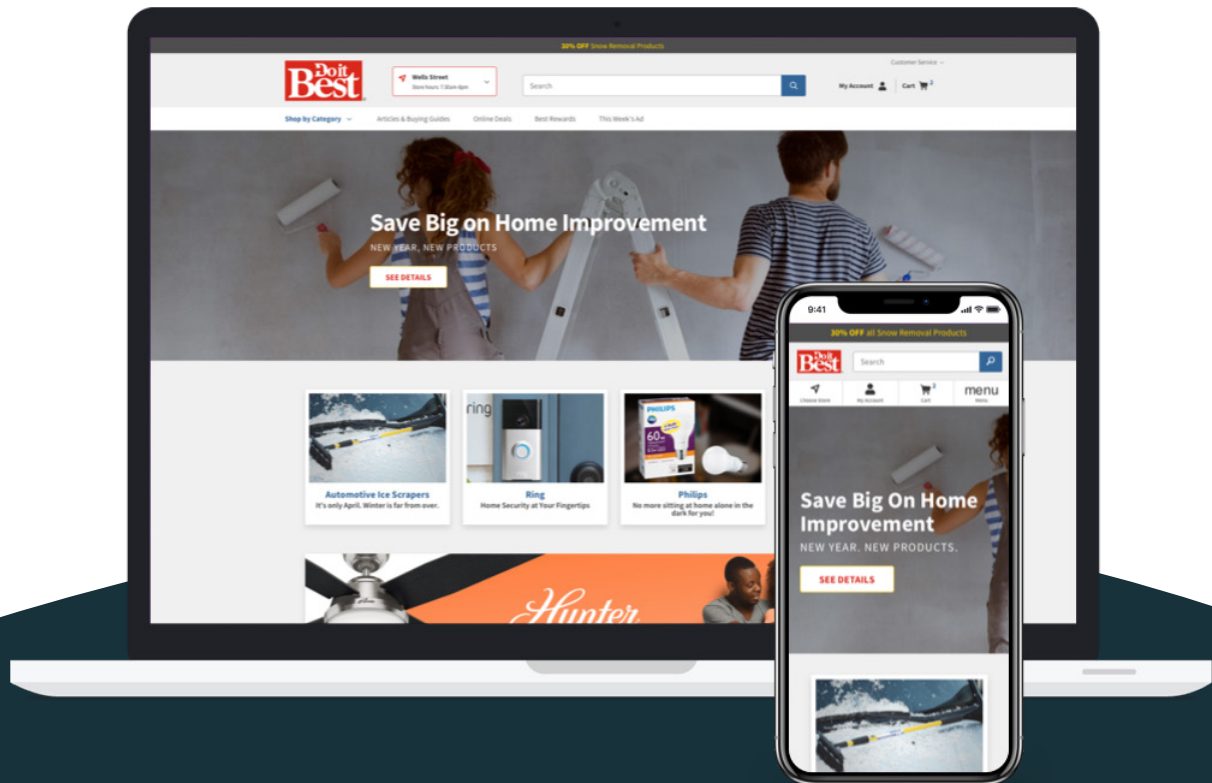 30% OFF Snow Removal Products
Customer Service
Do it
Best
Wells Street
Store hours: 7:30am-6pm
Search
My Account
Cart
2
Shop by Category
Articles & Buying Guides
Online Deals
Best Rewards
This Week's Ad
Save Big on Home Improvement
NEW YEAR, NEW PRODUCTS
SEE DETAILS
ring
PHILIPS
60w
Automotive Ice Scrapers
It's only April. Winter is far from over.
Ring
Home Security at Your Fingertips
Philips
No more sitting at home alone in the
dark for you!
Hunter
9:41
30% OFF all Snow Removal Products
Do it
Best
Search
Choose Store
My Account
2
Cart
menu
Menu
Save Big On Home
Improvement
NEW YEAR. NEW PRODUCTS.
SEE DETAILS